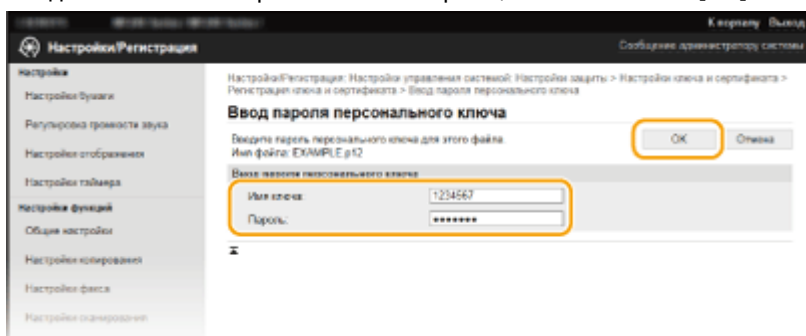 К порталу Выход
Настройки/Регистрация
Сообщение администратору системы
Настройка
Настройки бумаги
Регулировка громкости звука
Настройки отображения
Настройки таймера
Настройка функций
Общие настройки
Настройки копирования
Настройки факса
Настройки сканирования
Настройка/Регистрация: Настройки управления системой: Настройки защиты > Настройки ключа и сертификата >
Регистрация ключа и сертификата > Ввод пароля персонального ключа
Ввод пароля персонального ключа
Введите пароль персонального ключа для этого файла.
Имя файла: EXAMPLE.p12
OK Отмена
Ввод пароля персонального ключа
Имя ключа: 1234567
Пароль: •••••••